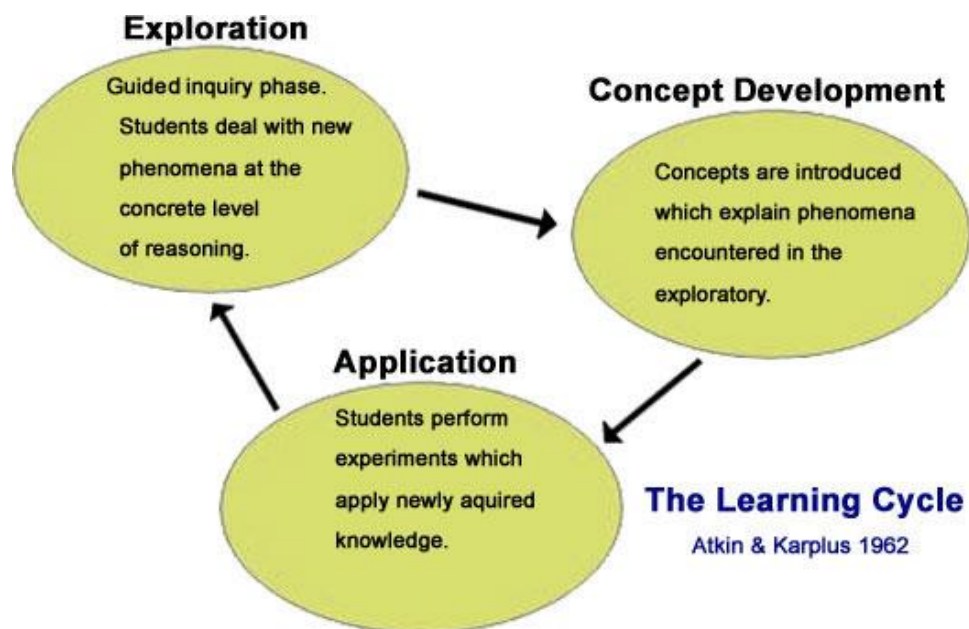 Exploration
Guided inquiry phase.
Students deal with new
phenomena at the
concrete level
of reasoning.
Concept Development
Concepts are introduced
which explain phenomena
encountered in the
exploratory.
Application
Students perform
experiments which
apply newly aquired
knowledge.
The Learning Cycle
Atkin & Karplus 1962